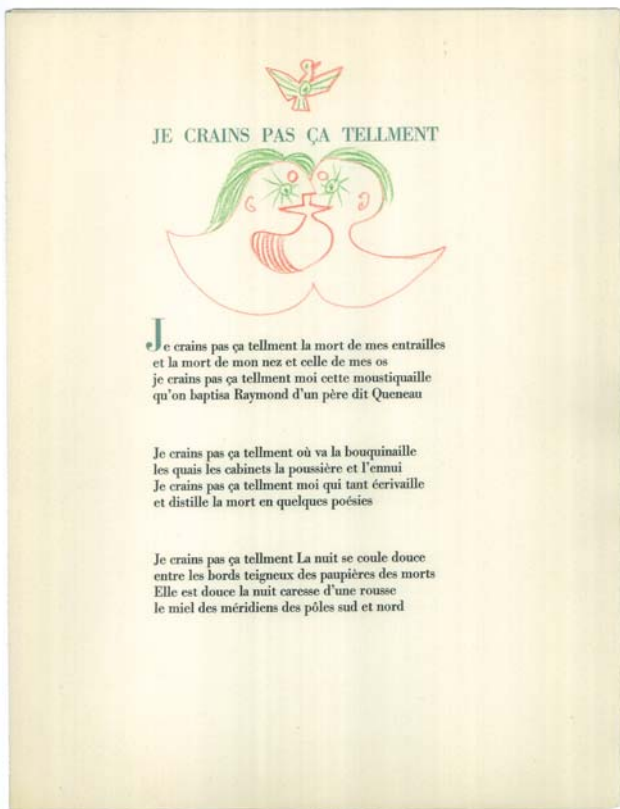 JE CRAINS PAS ÇA TELLMENT
Je crains pas ça tellment la mort de mes entrailles
et la mort de mon nez et celle de mes os
je crains pas ça tellment moi cette moustiquaille
qu'on baptisa Raymond d'un père dit Queneau
Je crains pas ça tellment où va la bouquinaille
les quais les cabinets la poussière et l'ennui
Je crains pas ça tellment moi qui tant écrivaille
et distille la mort en quelques poésies
Je crains pas ça tellment La nuit se coule douce
entre les bords teigneux des paupières des morts
Elle est douce la nuit caresse d'une rousse
le miel des méridiens des pôles sud et nord